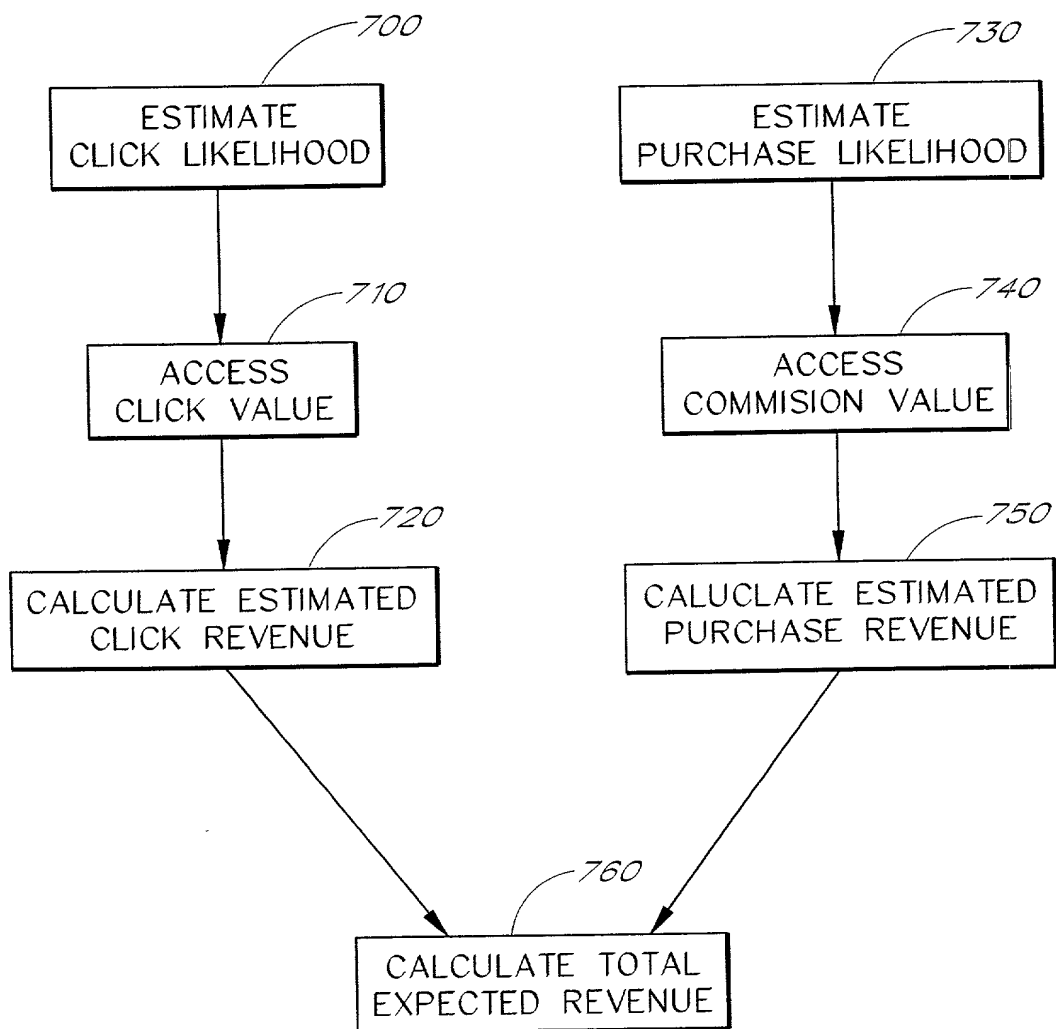 700
ESTIMATE
CLICK LIKELIHOOD
710
ACCESS
CLICK VALUE
720
CALCULATE ESTIMATED
CLICK REVENUE
730
ESTIMATE
PURCHASE LIKELIHOOD
740
ACCESS
COMMISION VALUE
750
CALUCLATE ESTIMATED
PURCHASE REVENUE
760
CALCULATE TOTAL
EXPECTED REVENUE